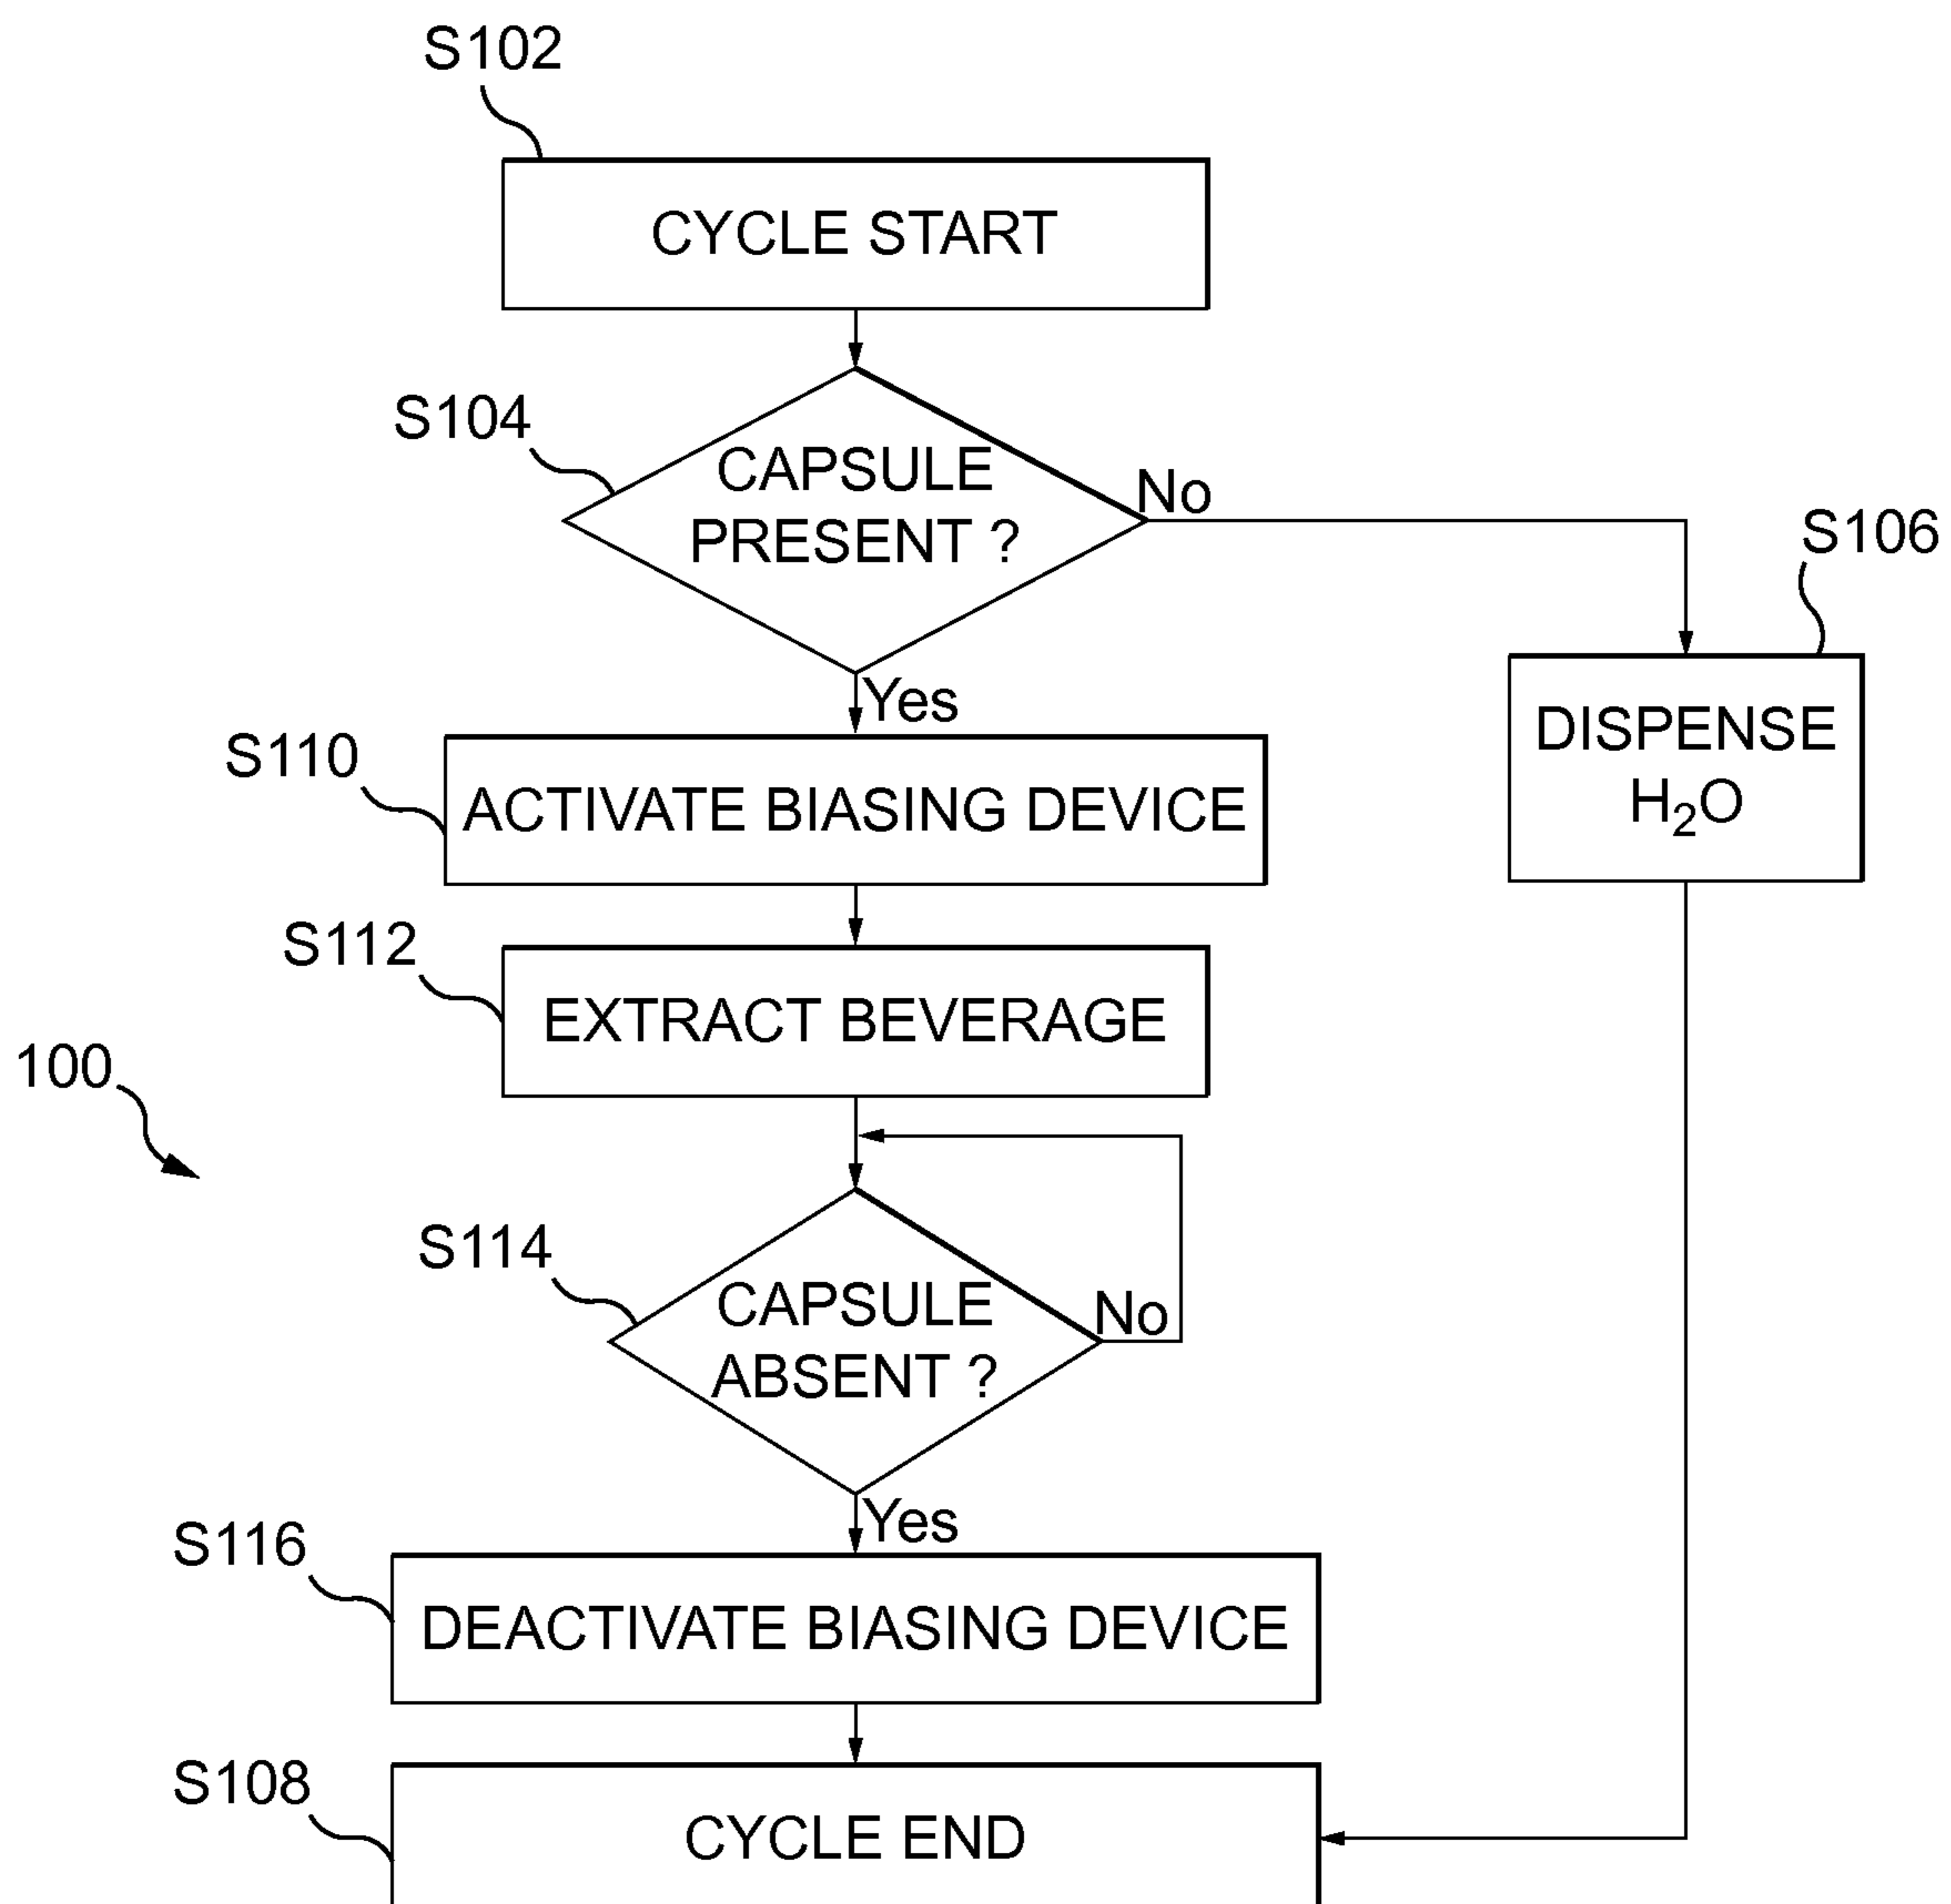 S102
CYCLE START
S104
CAPSULE
PRESENT ?
No
S106
Yes
DISPENSE
H₂O
S110
ACTIVATE BIASING DEVICE
S112
EXTRACT BEVERAGE
100
S114
CAPSULE
ABSENT ?
No
Yes
S116
DEACTIVATE BIASING DEVICE
S108
CYCLE END